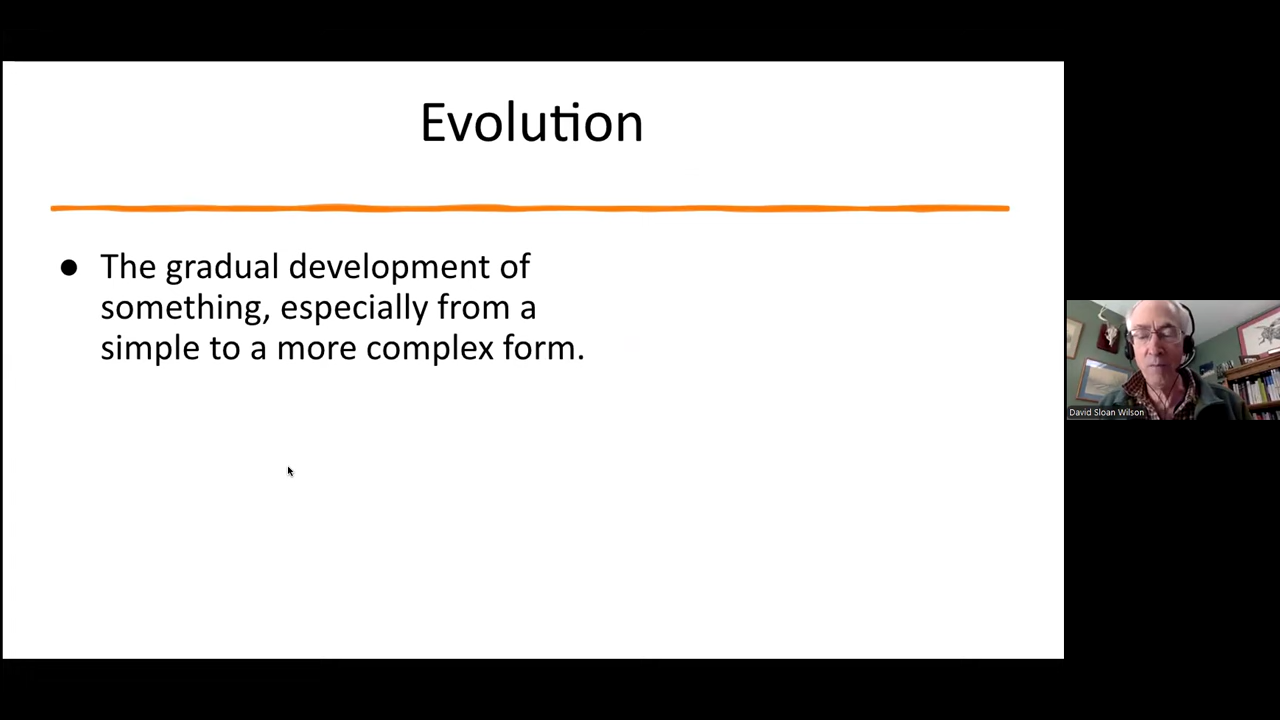 Evolution
● The gradual development of
something, especially from a
simple to a more complex form.
David Sloan Wilson